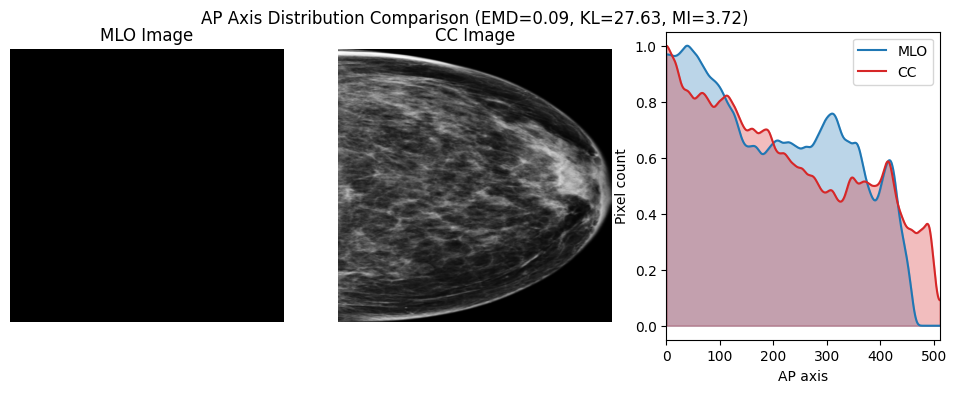 AP Axis Distribution Comparison (EMD=0.09, KL=27.63, MI=3.72)
MLO Image
CC Image
MLO
CC
Pixel count
1.0
0.8
0.6
0.4
0.2
0.0
0 100 200 300 400 500
AP axis